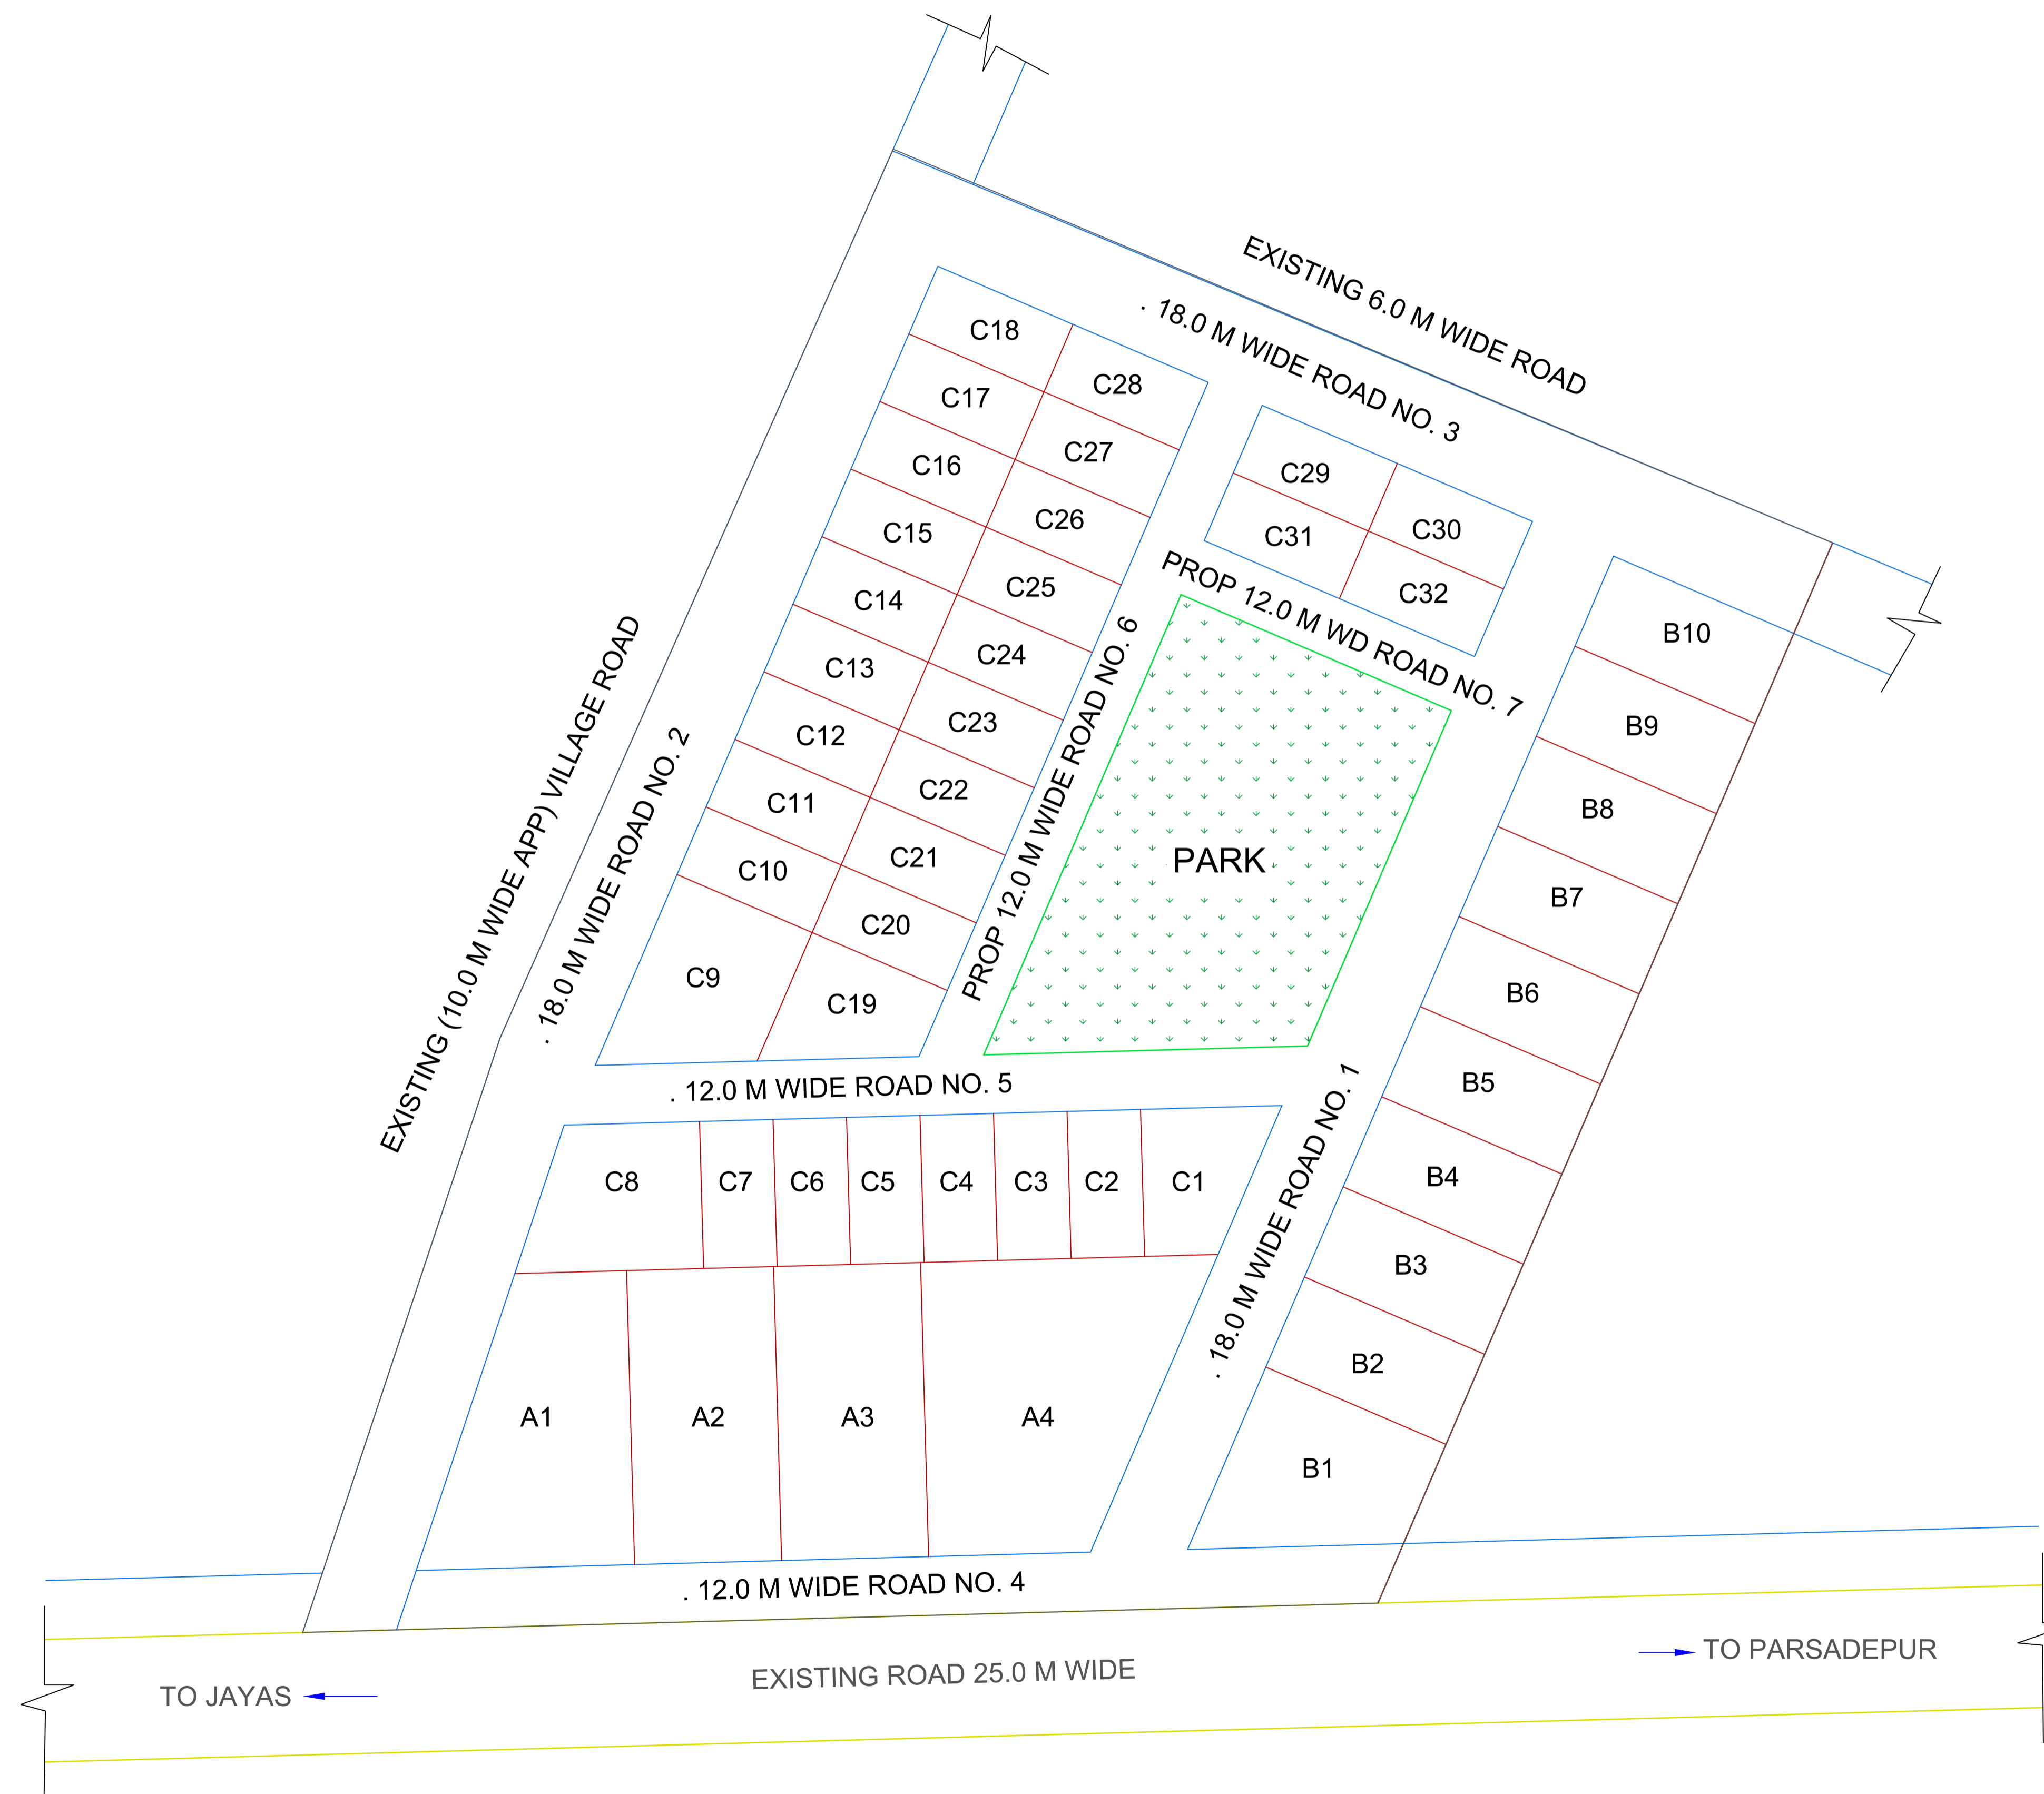 EXISTING 6.0 M WIDE ROAD
. 18.0 M WIDE ROAD NO. 3
C18
C28
C17
C27
C16
C26
C15
C25
C14
C24
C13
C23
C12
C22
C11
C21
C10
C20
C9
C19
C29
C30
C31
C32
PROP 12.0 M WD ROAD NO. 7
PROP 12.0 M WIDE ROAD NO. 6
PARK
EXISTING (10.0 M WIDE APP) VILLAGE ROAD
. 18.0 M WIDE ROAD NO. 2
B10
B9
B8
B7
B6
B5
B4
B3
B2
B1
. 18.0 M WIDE ROAD NO. 1
. 12.0 M WIDE ROAD NO. 5
C8
C7
C6
C5
C4
C3
C2
C1
A1
A2
A3
A4
. 12.0 M WIDE ROAD NO. 4
EXISTING ROAD 25.0 M WIDE
TO JAYAS
TO PARSADEPUR